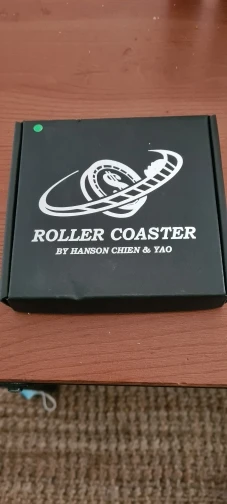 $
ROLLER COASTER
BY HANSON CHIEN & YAO